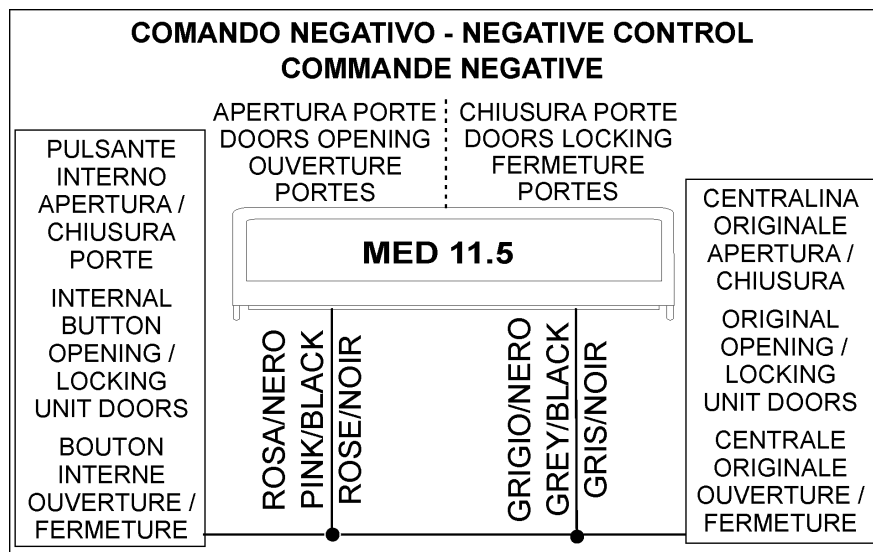 COMANDO NEGATIVO - NEGATIVE CONTROL
COMMANDE NEGATIVE
PULSANTE
INTERNO
APERTURA /
CHIUSURA
PORTE
INTERNAL
BUTTON
OPENING /
LOCKING
UNIT DOORS
BOUTON
INTERNE
OUVERTURE /
FERMETURE
APERTURA PORTE
DOORS OPENING
OUVERTURE
PORTES
CHIUSURA PORTE
DOORS LOCKING
FERMETURE
PORTES
MED 11.5
ROSA/NERO
PINK/BLACK
ROSE/NOIR
GRIGIO/NERO
GREY/BLACK
GRIS/NOIR
CENTRALINA
ORIGINALE
APERTURA /
CHIUSURA
ORIGINAL
OPENING /
LOCKING
UNIT DOORS
CENTRALE
ORIGINALE
OUVERTURE /
FERMETURE